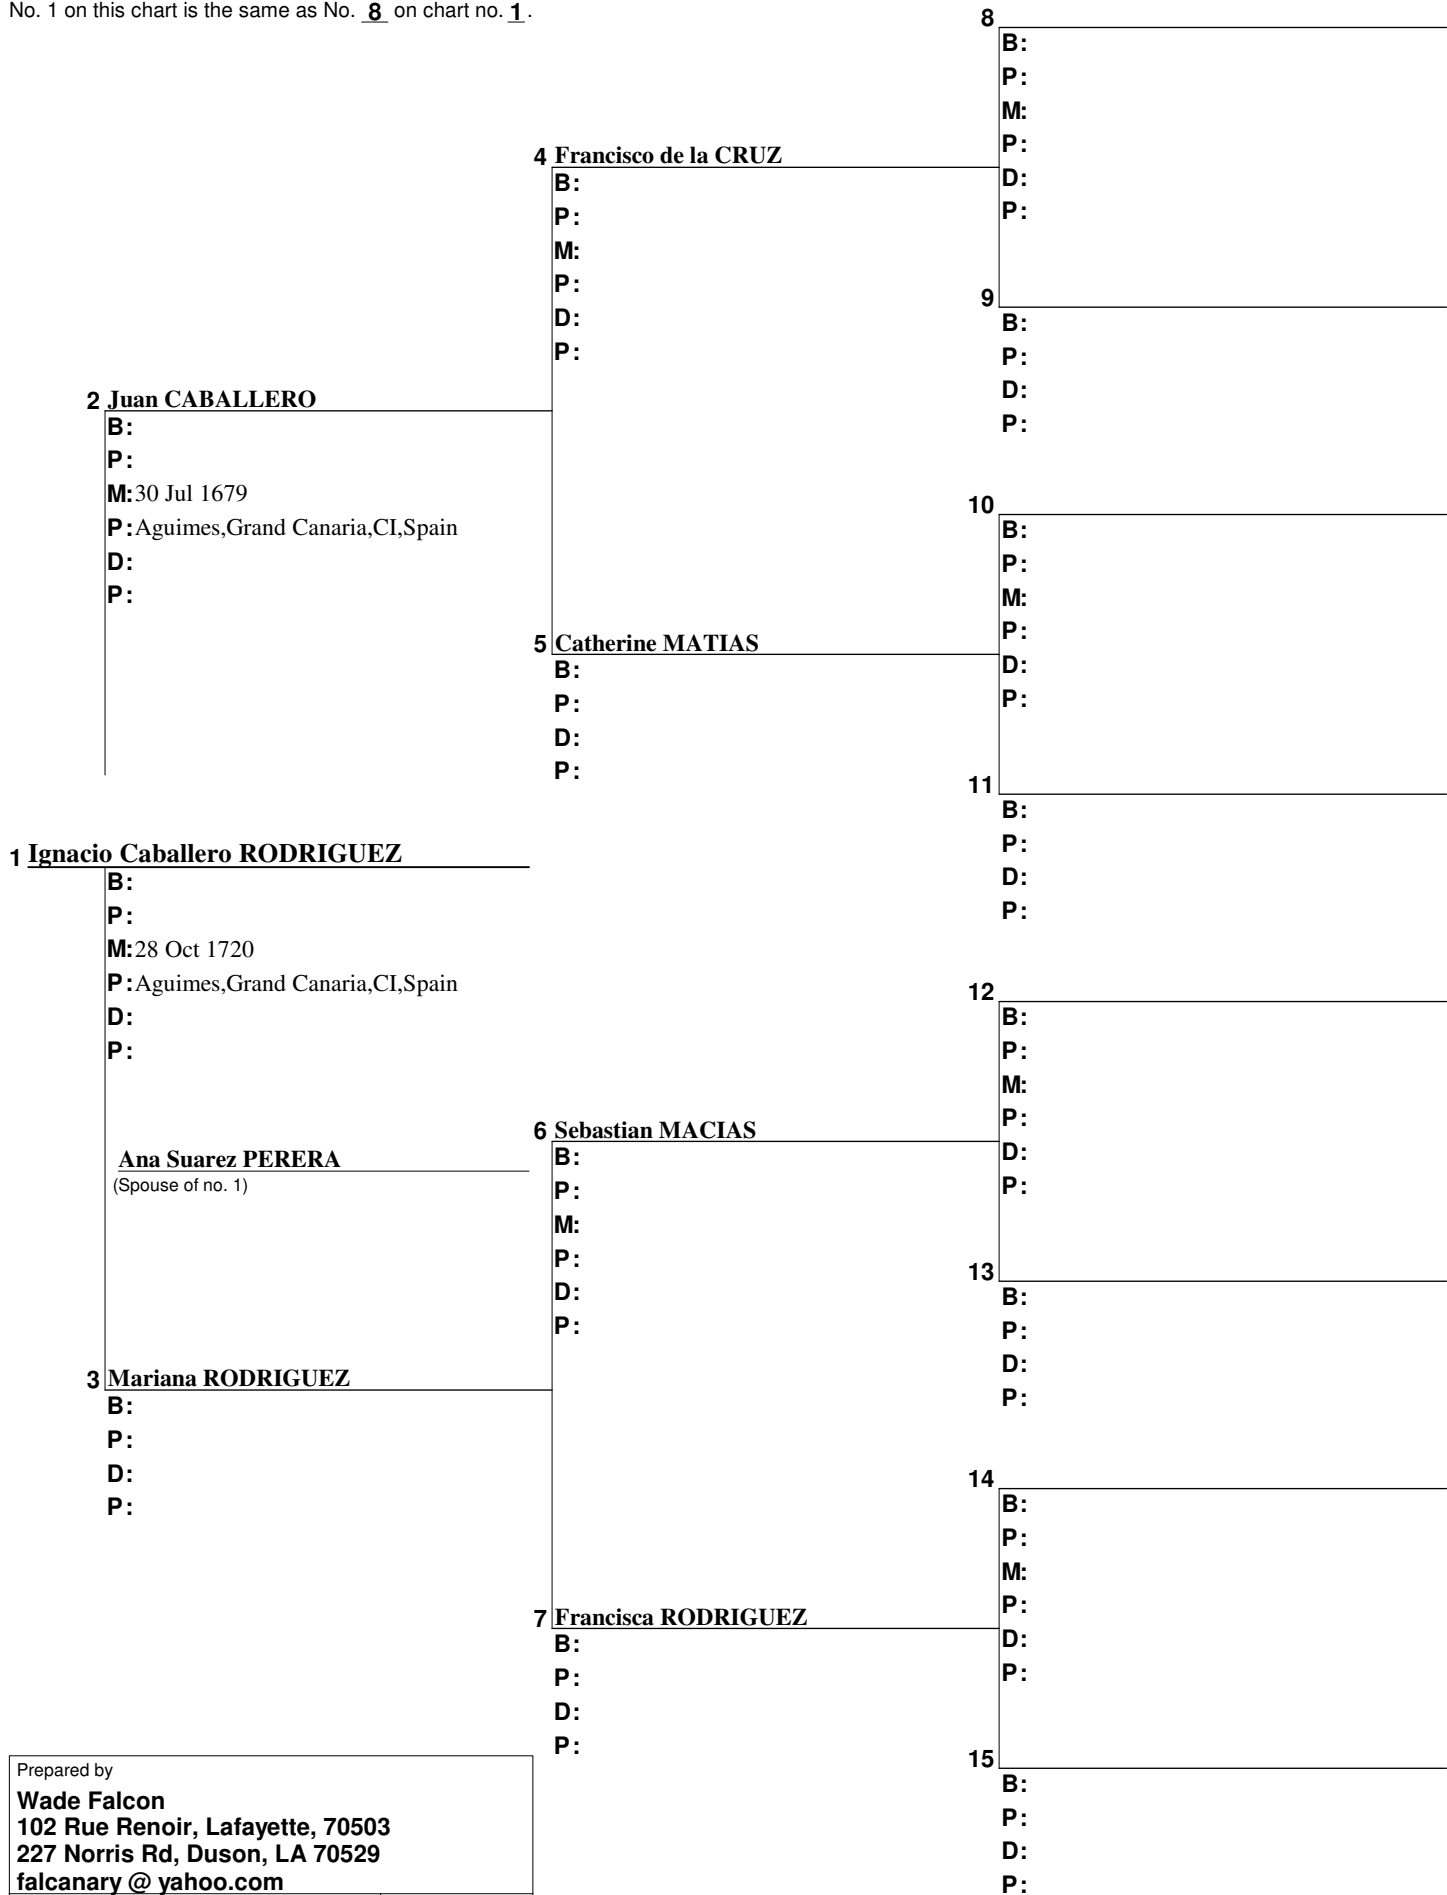 No. 1 on this chart is the same as No. 8 on chart no. 1.
8
B:
P:
M:
P:
D:
P:
4 Francisco de la CRUZ
B:
P:
M:
P:
D:
P:
9
B:
P:
D:
P:
2 Juan CABALLERO
B:
P:
M: 30 Jul 1679
P: Aguimes,Grand Canaria,CI,Spain
D:
P:
10
B:
P:
M:
P:
D:
P:
5 Catherine MATIAS
B:
P:
D:
P:
11
B:
P:
D:
P:
1 Ignacio Caballero RODRIGUEZ
B:
P:
M: 28 Oct 1720
P: Aguimes,Grand Canaria,CI,Spain
D:
P:
12
B:
P:
M:
P:
D:
P:
Ana Suarez PERERA
(Spouse of no. 1)
6 Sebastian MACIAS
B:
P:
M:
P:
D:
P:
13
B:
P:
D:
P:
3 Mariana RODRIGUEZ
B:
P:
D:
P:
14
B:
P:
M:
P:
D:
P:
7 Francisca RODRIGUEZ
B:
P:
D:
P:
15
B:
P:
D:
P:
Prepared by
Wade Falcon
102 Rue Renoir, Lafayette, 70503
227 Norris Rd, Duson, LA 70529
falcanary @ yahoo.com